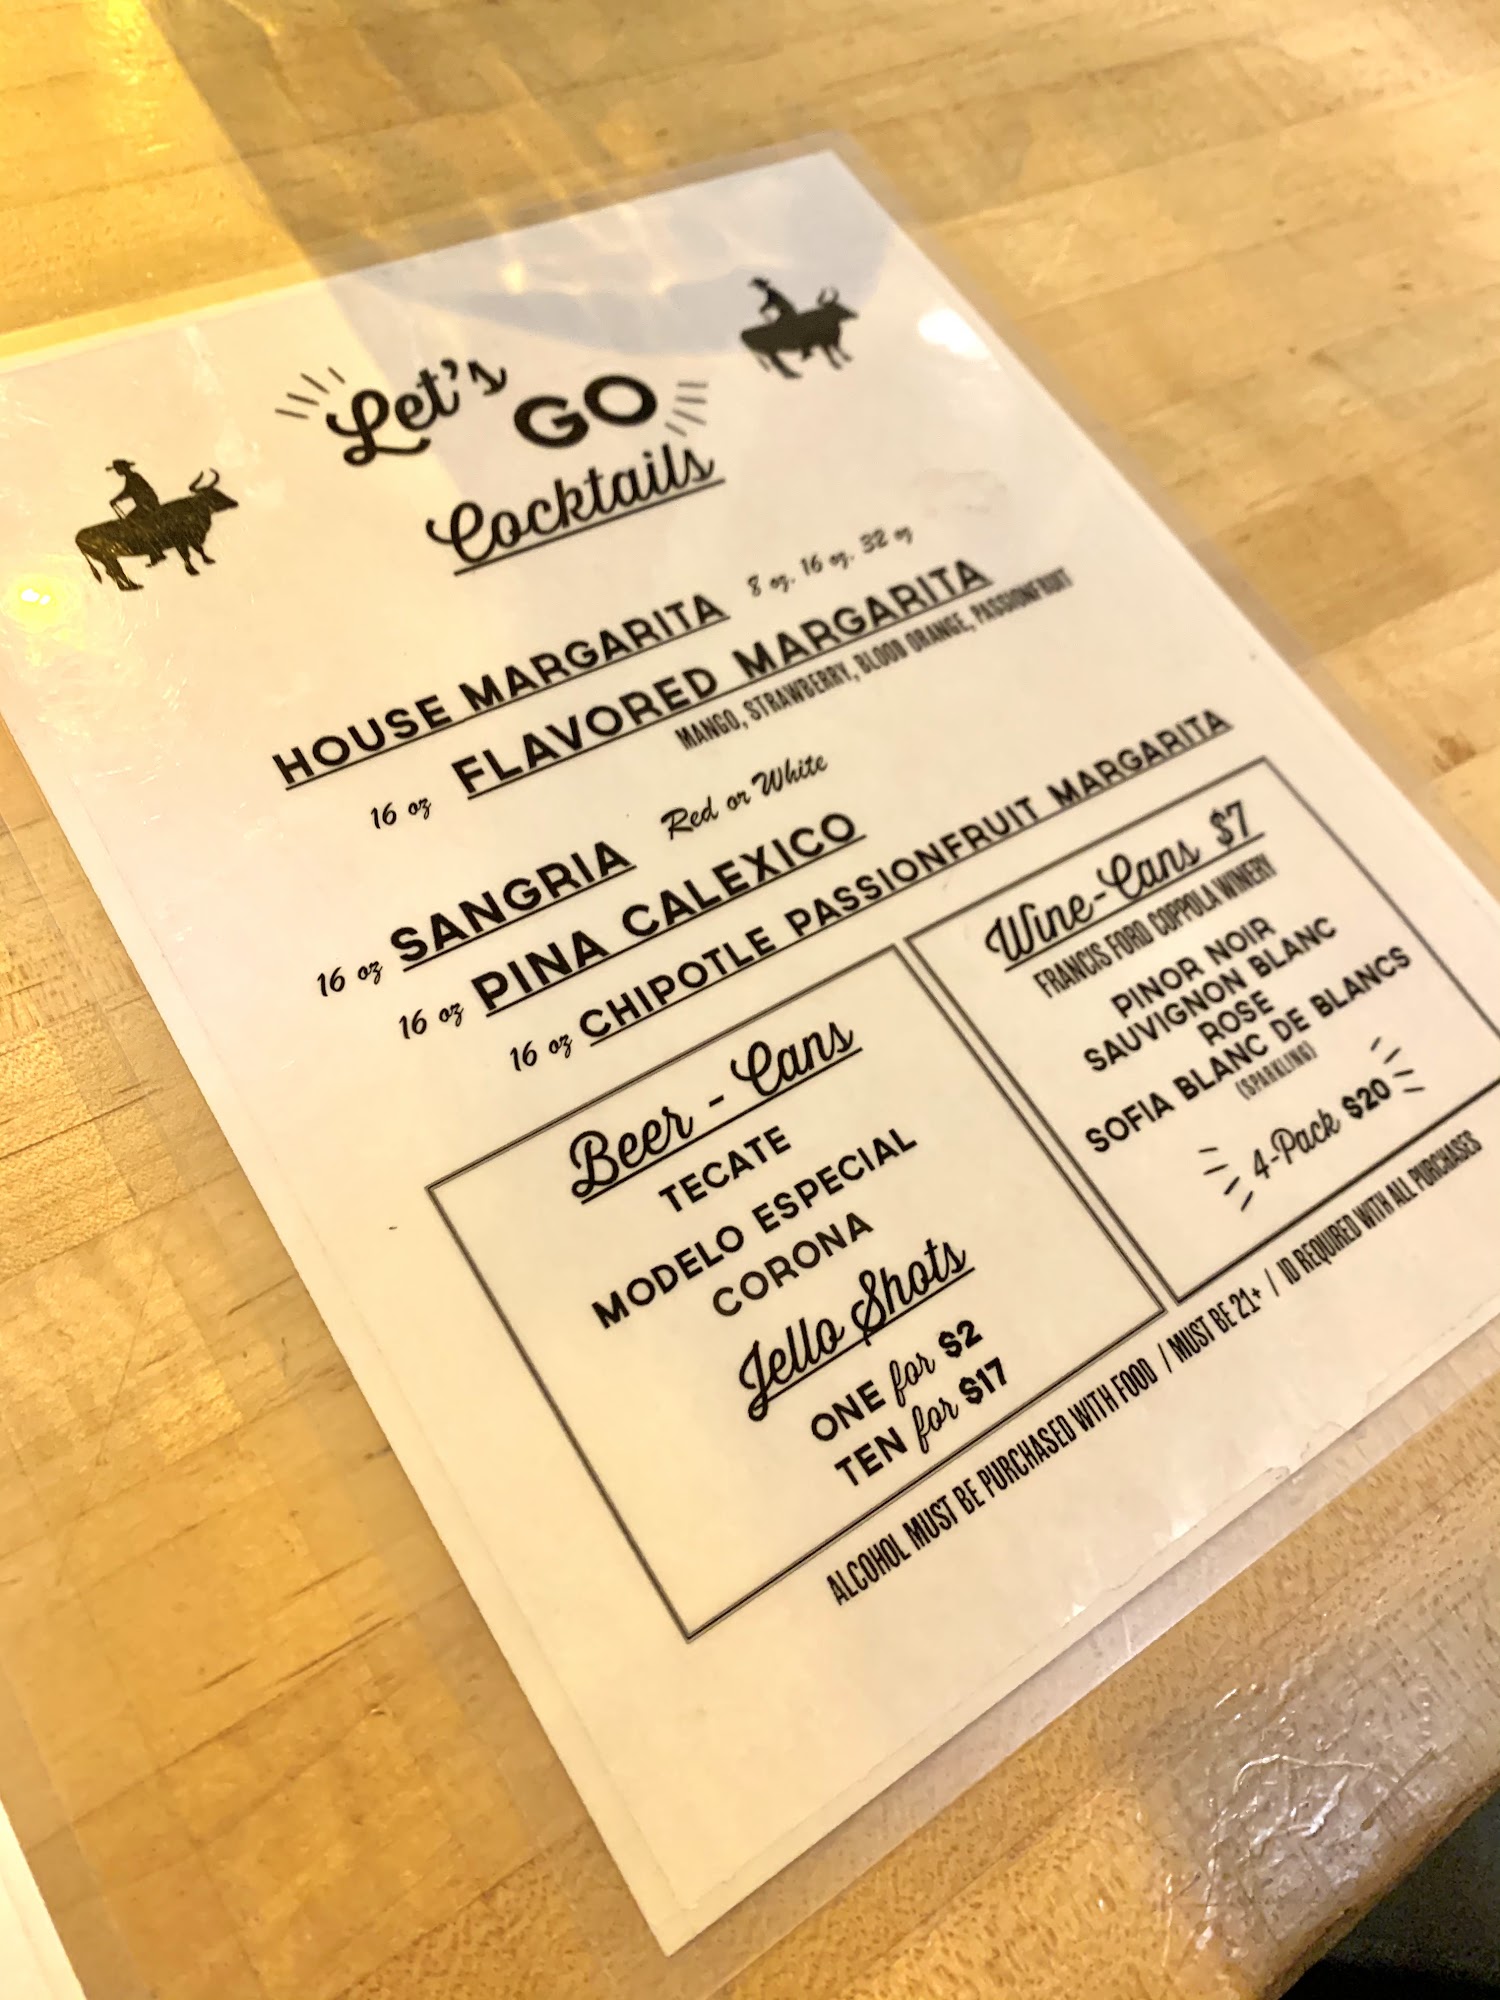 Let's GO
Cocktails
HOUSE MARGARITA 8 oz. 16 oz. 32 oz
16 oz FLAVORED MARGARITA
MANGO, STRAWBERRY, BLOOD ORANGE, PASSIONFRUIT
16 oz SANGRIA Red or White
16 oz PINA CALEXICO
16 oz CHIPOTLE PASSIONFRUIT MARGARITA
Beer - Cans
TECATE
MODELO ESPECIAL
CORONA
Jello Shots
ONE for $2
TEN for $17
Wine-Cans $7
FRANCIS FORD COPPOLA WINERY
PINOR NOIR
SAUVIGNON BLANC
ROSE
SOFIA BLANC DE BLANCS
(SPARKLING)
4-Pack $20
ALCOHOL MUST BE PURCHASED WITH FOOD / MUST BE 21+ / ID REQUIRED WITH ALL PURCHASES